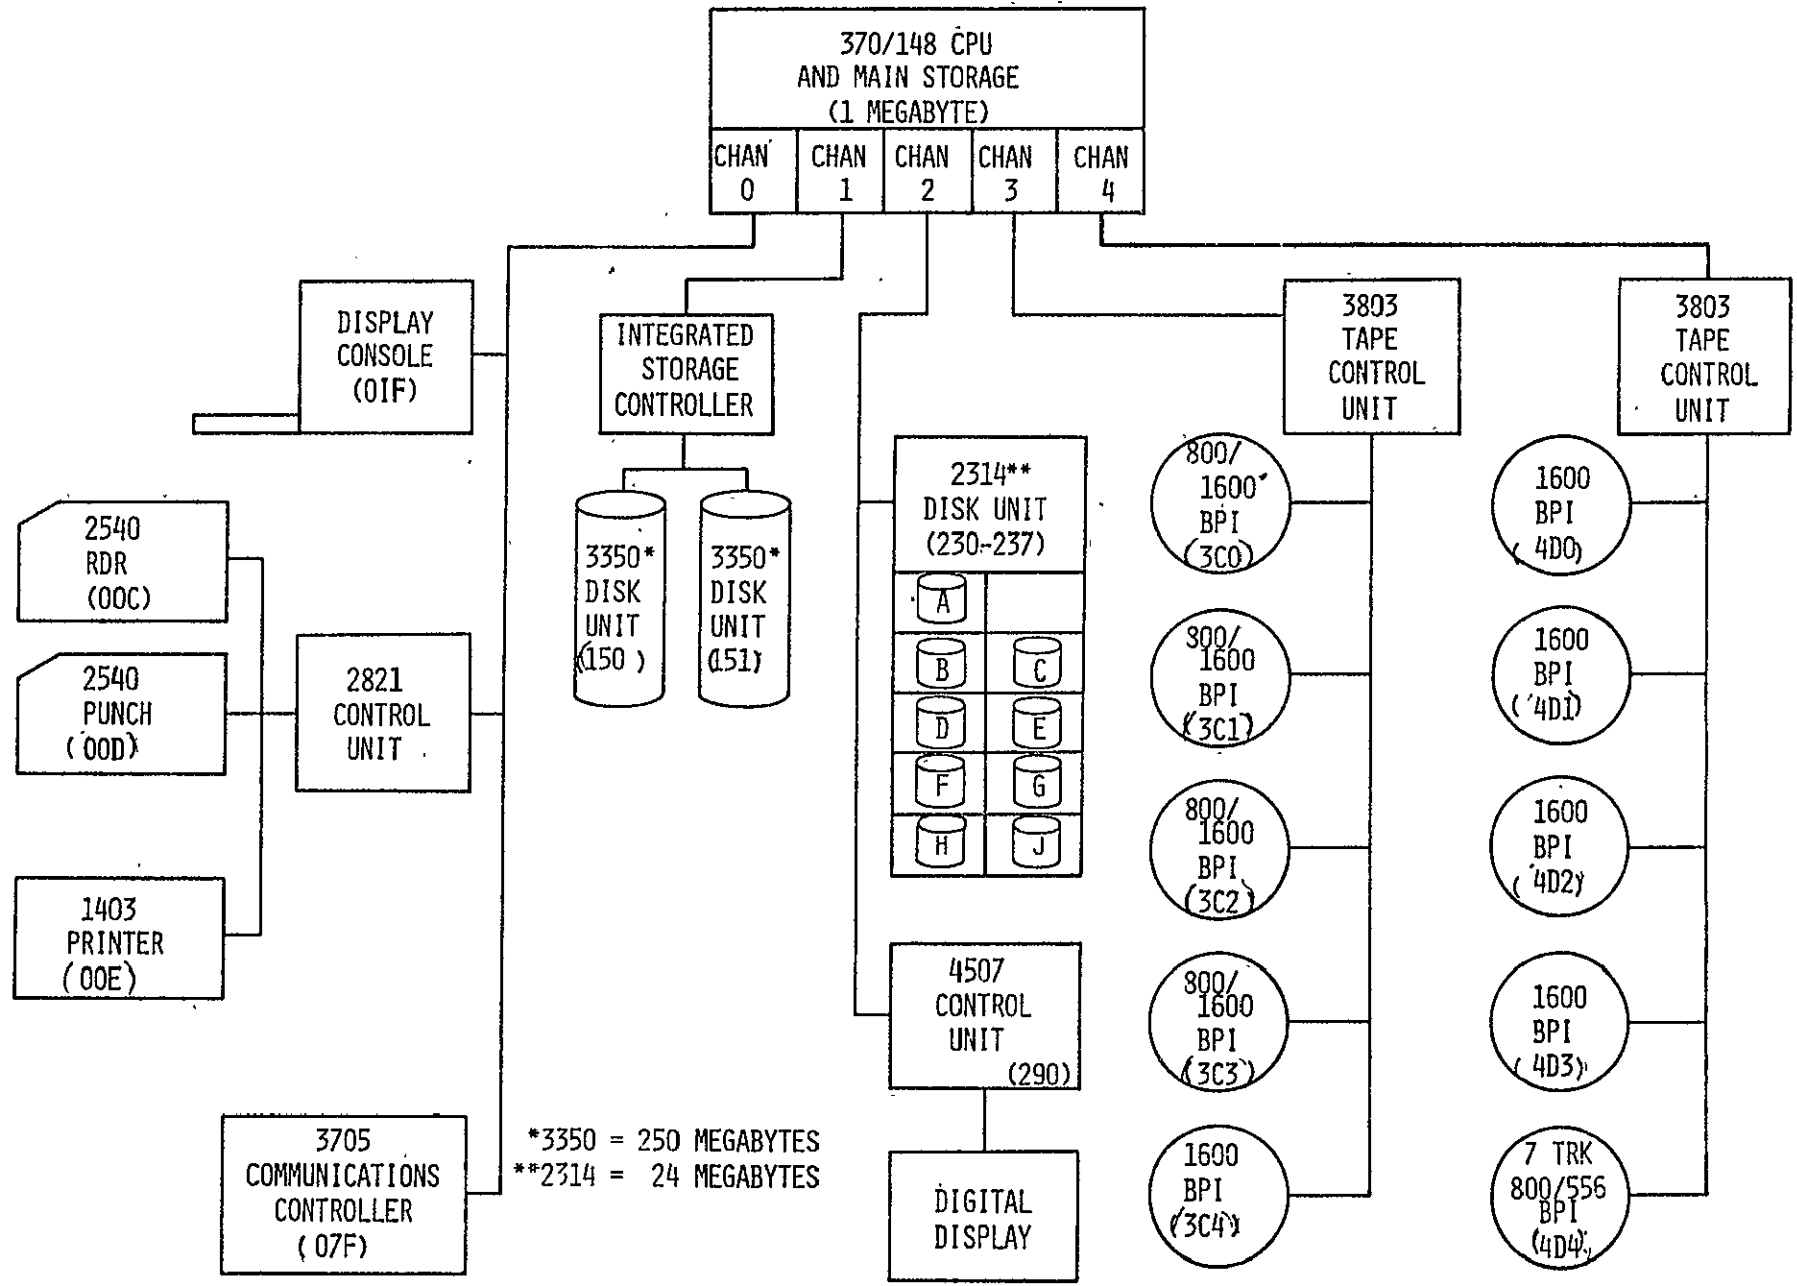 370/148 CPU
AND MAIN STORAGE
(1 MEGABYTE)
CHAN
0
CHAN
1
CHAN
2
CHAN
3
CHAN
4
DISPLAY
CONSOLE
(0IF)
INTEGRATED
STORAGE
CONTROLLER
3803
TAPE
CONTROL
UNIT
3803
TAPE
CONTROL
UNIT
2540
RDR
(00C)
2540
PUNCH
(00D)
1403
PRINTER
(00E)
2821
CONTROL
UNIT
3705
COMMUNICATIONS
CONTROLLER
(07F)
3350*
DISK
UNIT
(150)
3350*
DISK
UNIT
(151)
2314**
DISK UNIT
(230-237)
A
B
C
D
E
F
G
H
J
4507
CONTROL
UNIT
(290)
DIGITAL
DISPLAY
800/
1600
BPI
(3C0)
800/
1600
BPI
(3C1)
800/
1600
BPI
(3C2)
800/
1600
BPI
(3C3)
1600
BPI
(3C4)
1600
BPI
(4D0)
1600
BPI
(4D1)
1600
BPI
(4D2)
1600
BPI
(4D3)
7 TRK
800/556
BPI
(4D4)
*3350 = 250 MEGABYTES
**2314 = 24 MEGABYTES